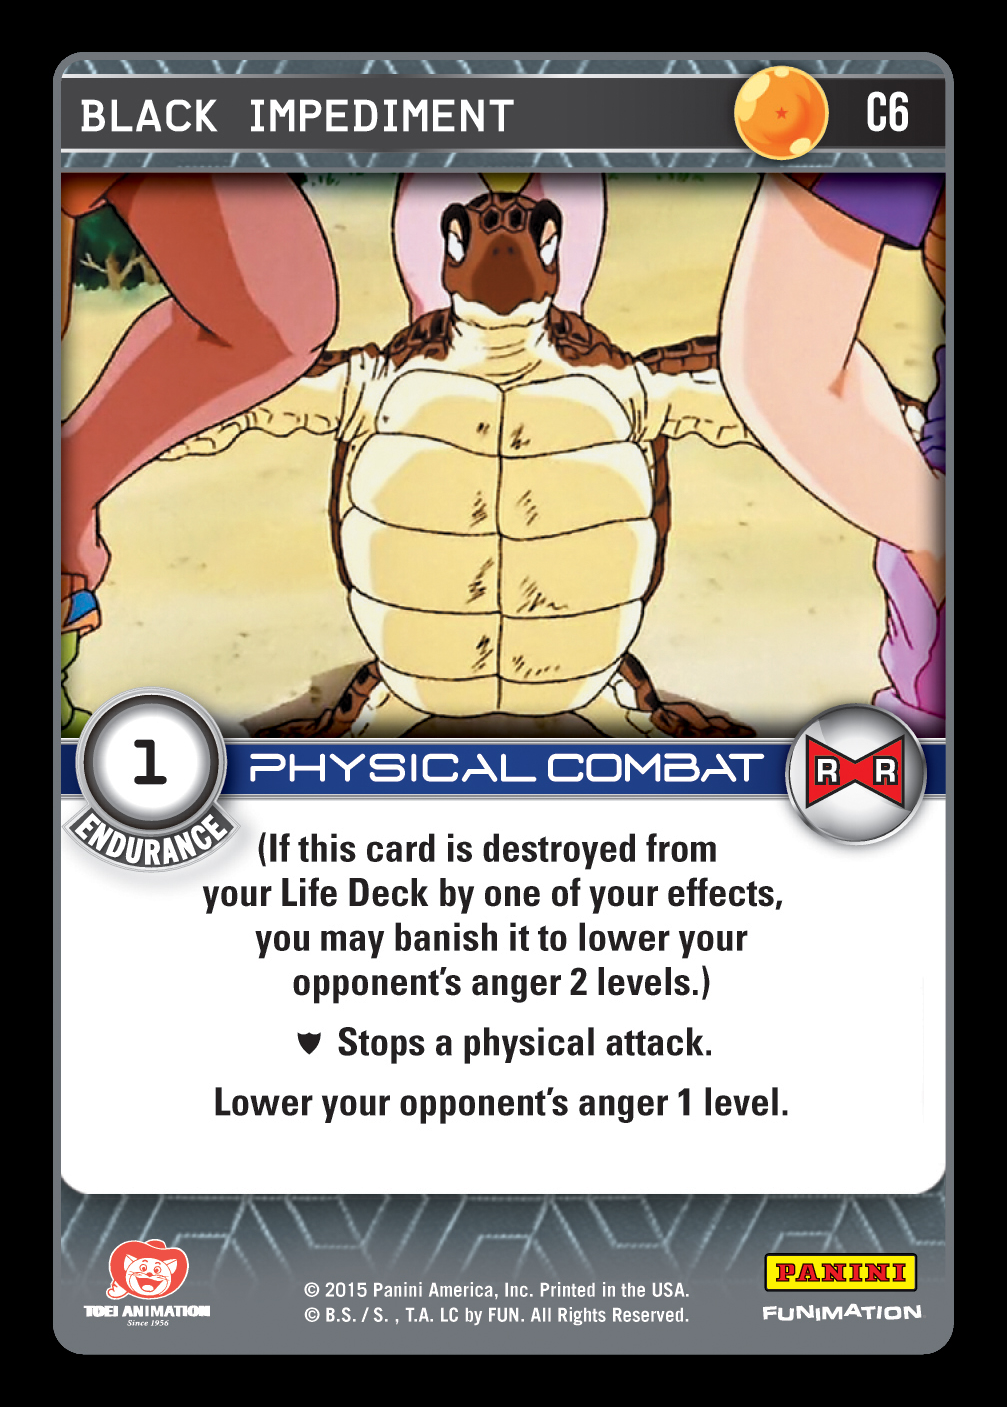 BLACK IMPEDIMENT
C6
1
ENDURANCE
PHYSICAL COMBAT
R R
(If this card is destroyed from
your Life Deck by one of your effects,
you may banish it to lower your
opponent’s anger 2 levels.)
Stops a physical attack.
Lower your opponent’s anger 1 level.
TOEI ANIMATION
Since 1956
© 2015 Panini America, Inc. Printed in the USA.
© B.S. / S. , T.A. LC by FUN. All Rights Reserved.
PANINI
FUNIMATION